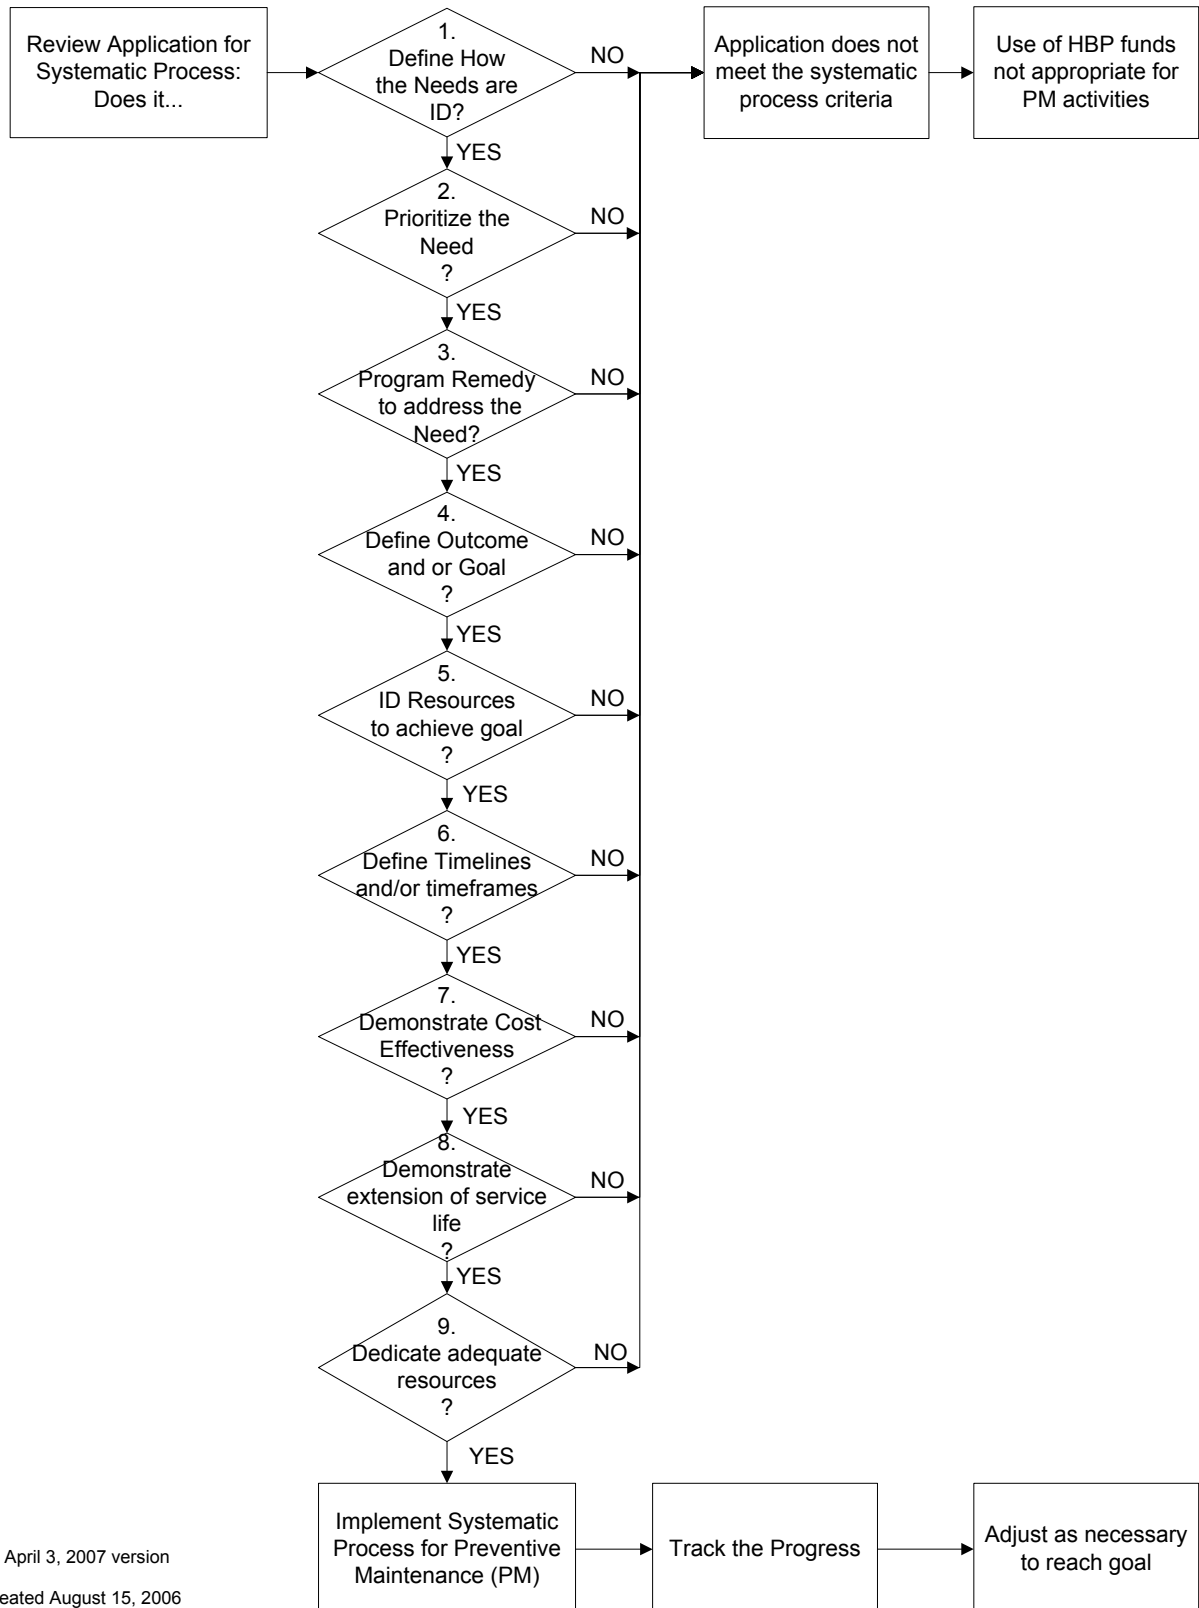 Review Application for
Systematic Process:
Does it...
1.
Define How
the Needs are
ID?
NO
Application does not
meet the systematic
process criteria
Use of HBP funds
not appropriate for
PM activities
YES
2.
Prioritize the
Need
?
NO
YES
3.
Program Remedy
to address the
Need?
NO
YES
4.
Define Outcome
and or Goal
?
NO
YES
5.
ID Resources
to achieve goal
?
NO
YES
6.
Define Timelines
and/or timeframes
?
NO
YES
7.
Demonstrate Cost
Effectiveness
?
NO
YES
8.
Demonstrate
extension of service
life
?
NO
YES
9.
Dedicate adequate
resources
?
NO
YES
Implement Systematic
Process for Preventive
Maintenance (PM)
Track the Progress
Adjust as necessary
to reach goal
April 3, 2007 version
eated August 15, 2006